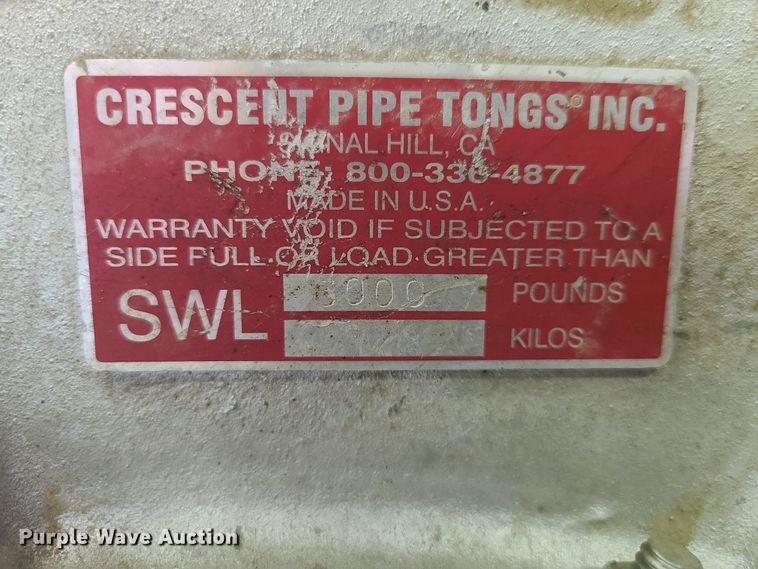 CRESCENT PIPE TONGS® INC.
SIGNAL HILL, CA
PHONE: 800-336-4877
MADE IN U.S.A.
WARRANTY VOID IF SUBJECTED TO A
SIDE PULL OR LOAD GREATER THAN
SWL POUNDS
KILOS
Purple Wave Auction